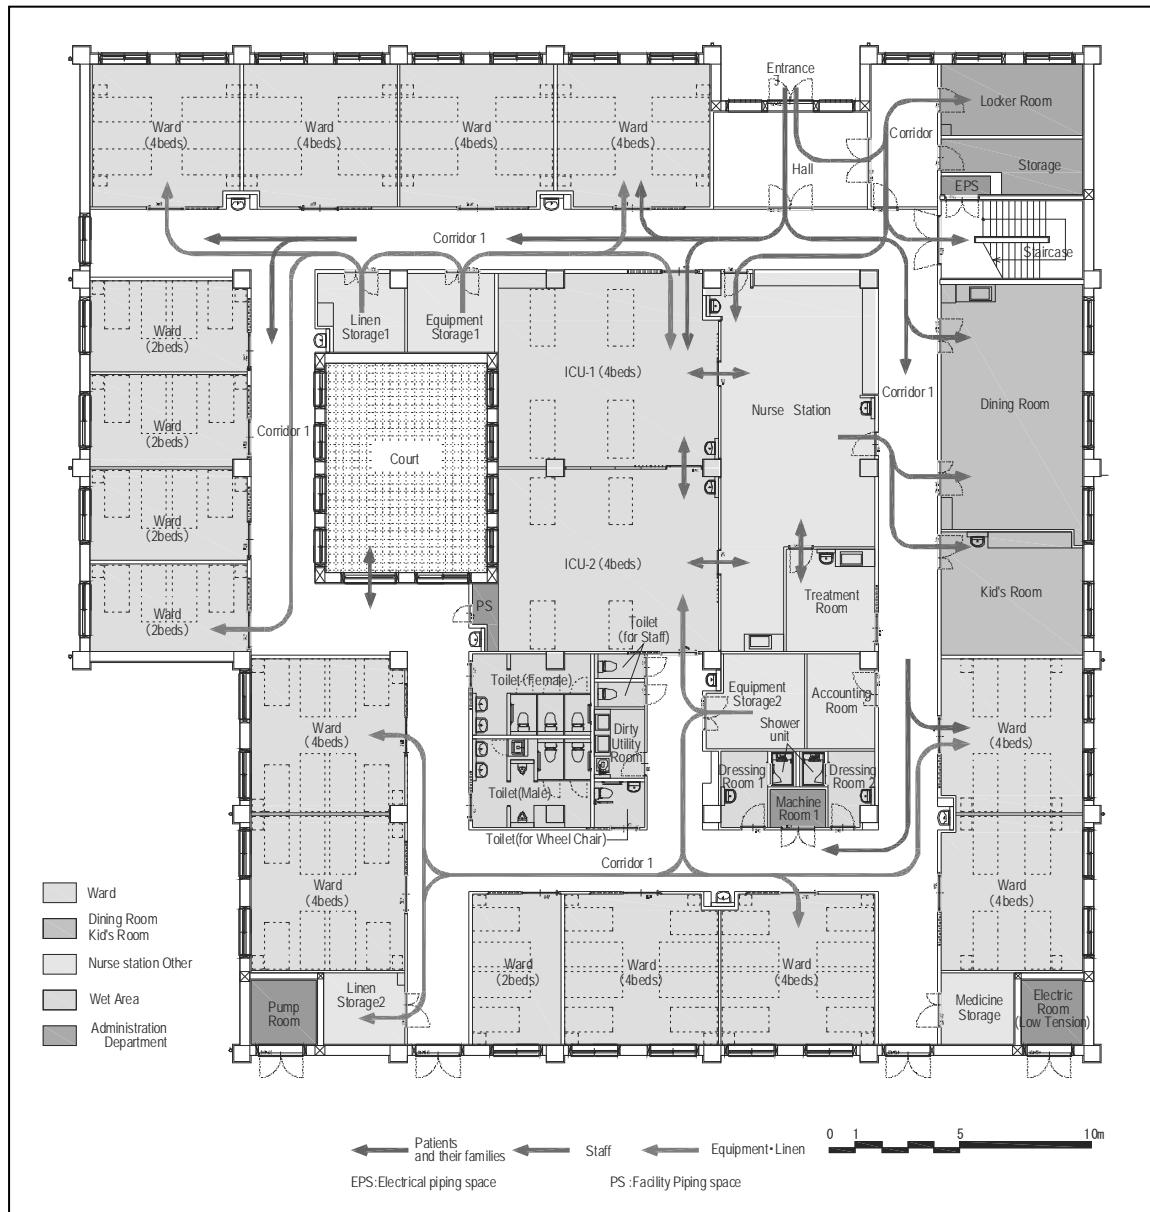 Entrance
Locker Room
Ward
(4beds)
Ward
(4beds)
Ward
(4beds)
Ward
(4beds)
Corridor
Hall
Storage
EPS
Corridor 1
Staircase
Linen
Storage1
Equipment
Storage1
Ward
(2beds)
ICU-1 (4beds)
Corridor 1
Nurse Station
Dining Room
Ward
(2beds)
Corridor 1
Court
Ward
(2beds)
ICU-2 (4beds)
Treatment
Room
Kid's Room
Ward
(2beds)
PS
Toilet
(for Staff)
Toilet(Female)
Equipment
Storage2
Accounting
Room
Ward
(4beds)
Shower
unit
Dirty
Utility
Room
Ward
(4beds)
Dressing
Room 1
Dressing
Room 2
Toilet(Male)
Machine
Room 1
Toilet(for Wheel Chair)
Corridor 1
Ward
(4beds)
Ward
(4beds)
Ward
Dining Room
Kid's Room
Nurse station Other
Wet Area
Administration
Department
Ward
(2beds)
Ward
(4beds)
Ward
(4beds)
Linen
Storage2
Pump
Room
Medicine
Storage
Electric
Room
(Low Tension)
Patients
and their families
Staff
Equipment・Linen
0 1 5 10m
EPS:Electrical piping space
PS :Facility Piping space